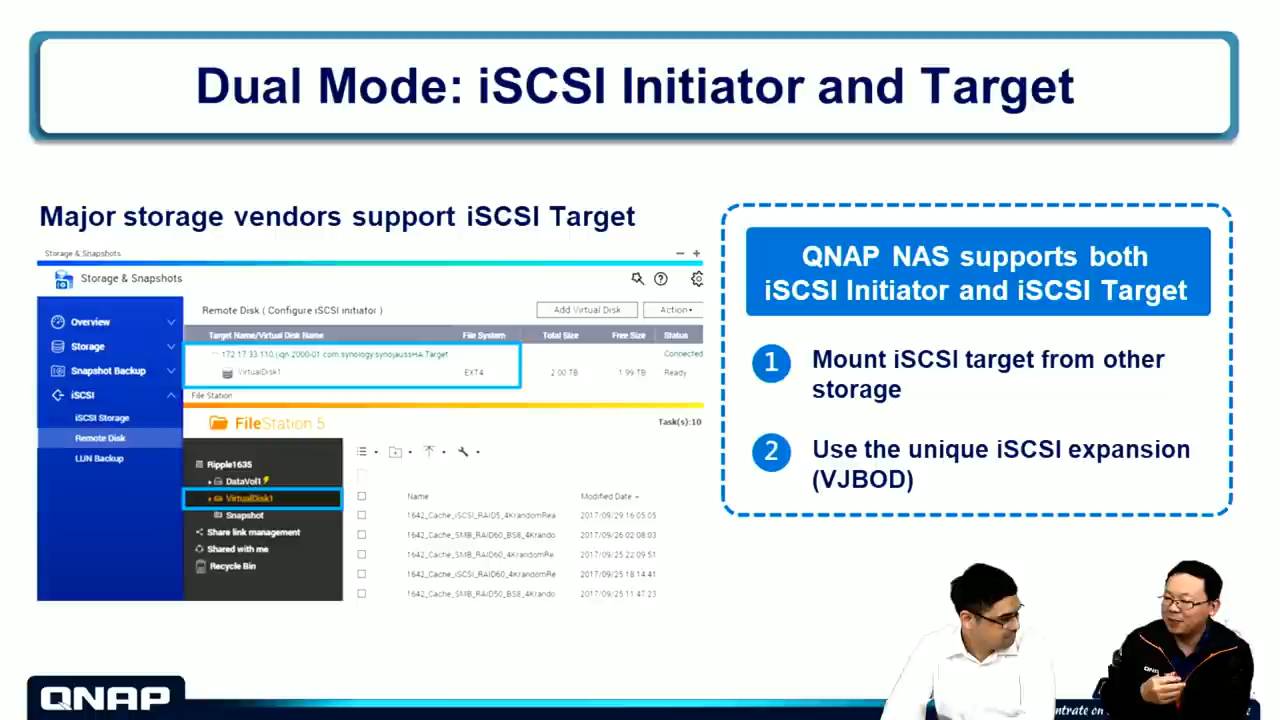 Dual Mode: iSCSI Initiator and Target
Major storage vendors support iSCSI Target
Storage & Snapshots
Storage & Snapshots
Overview
Storage
Snapshot Backup
iSCSI
iSCSI Storage
Remote Disk
LUN Backup
Remote Disk ( Configure iSCSI initiator )
Add Virtual Disk
Action
Target Name/Virtual Disk Name File System Total Size Free Size Status
Connected
VirtualDisk1 EXT4 2.00 TB 1.99 TB Ready
File Station
FileStation 5
Task(s):10
Ripple1635
DataVol1
VirtualDisk1
Snapshot
Share link management
Shared with me
Recycle Bin
Name Modified Date
1642_Cache_iSCSI_RAID5_4KrandomRea 2017/09/29 16:05:05
1642_Cache_SMB_RAID60_BS8_4Krando 2017/09/26 02:08:03
1642_Cache_SMB_RAID60_4KrandomRe 2017/09/25 22:09:51
1642_Cache_iSCSI_RAID60_4KrandomRe 2017/09/25 18:14:41
1642_Cache_SMB_RAID50_BS8_4Krando 2017/09/25 11:47:23
QNAP NAS supports both
iSCSI Initiator and iSCSI Target
1 Mount iSCSI target from other
storage
2 Use the unique iSCSI expansion
(VJBOD)
QNAP
QNAP